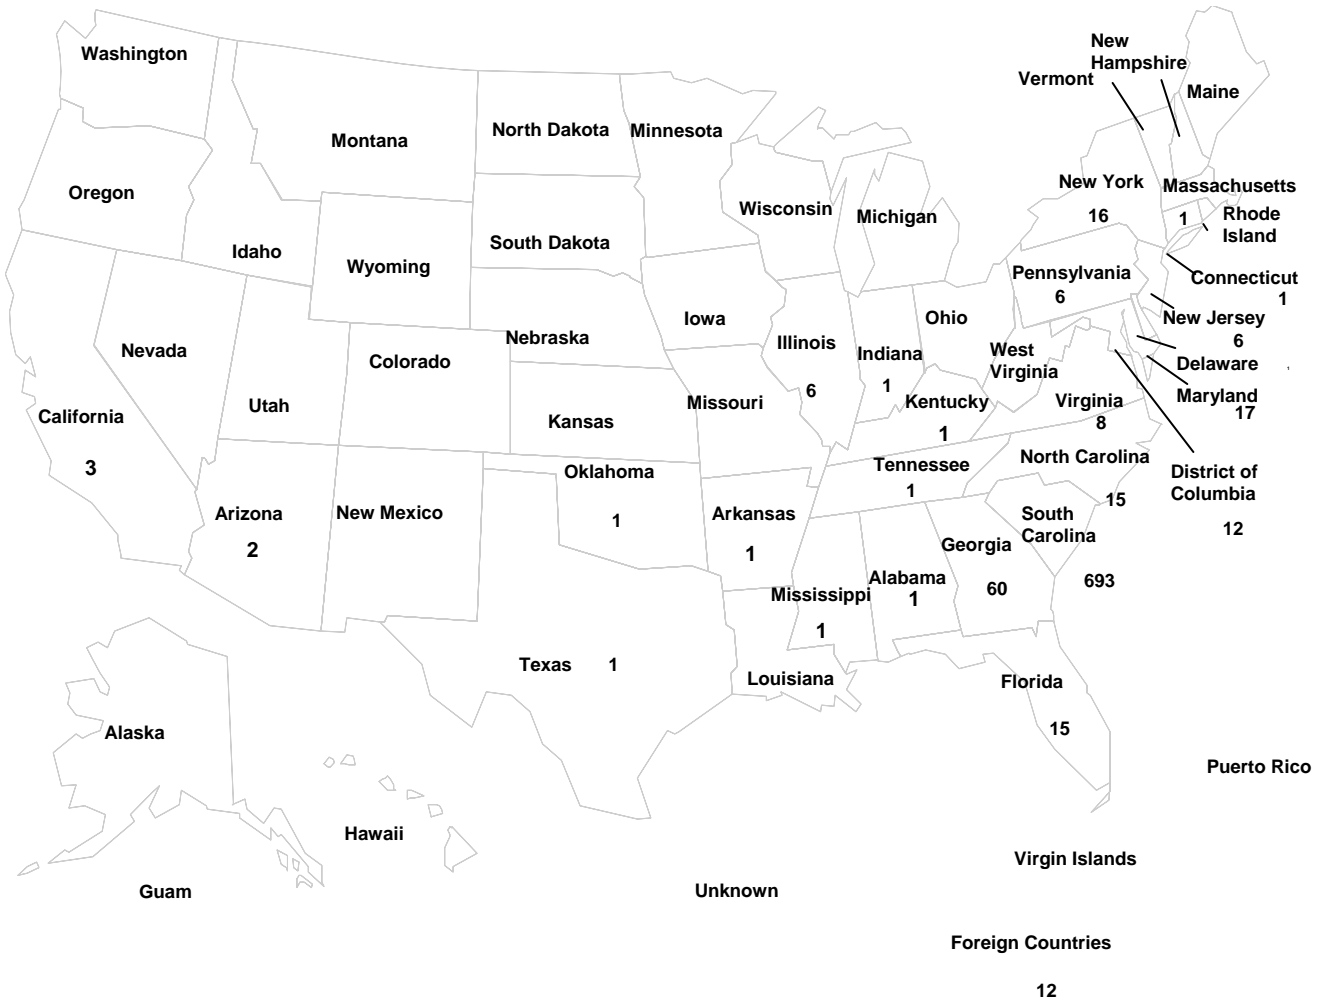 Washington
New
Hampshire
Vermont
Maine
Montana
North Dakota
Minnesota
Oregon
New York
16
Massachusetts
1
Rhode
Island
Wisconsin
Michigan
Idaho
South Dakota
Wyoming
Pennsylvania
6
Connecticut
1
Iowa
Ohio
New Jersey
6
Nevada
Colorado
Nebraska
Illinois
6
Indiana
1
West
Virginia
Delaware
Maryland
17
California
3
Utah
Kansas
Missouri
Kentucky
1
Virginia
8
Oklahoma
1
Tennessee
1
North Carolina
15
District of
Columbia
12
Arizona
2
New Mexico
Arkansas
1
South
Carolina
693
Georgia
60
Alabama
1
Mississippi
1
Texas 1
Louisiana
Florida
15
Alaska
Puerto Rico
Hawaii
Virgin Islands
Guam
Unknown
Foreign Countries
12